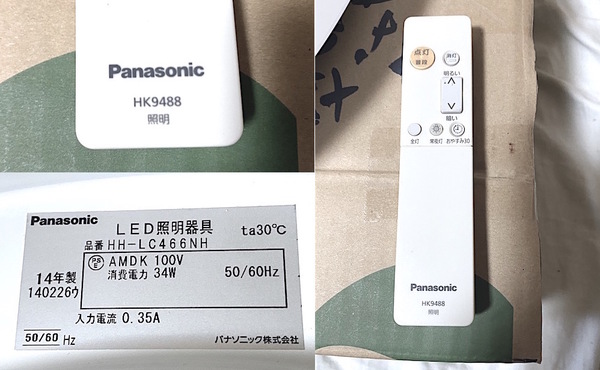 Panasonic
HK9488
照明
Panasonic
LED照明器具 ta30℃
品番 HH-LC466NH
PSE AMDK 100V
14年製 消費電力 34W 50/60Hz
140226ウ
入力電流 0.35A
50/60 Hz
パナソニック株式会社
点灯 消灯
明るい
暗い
全灯 常夜灯 おやすみ30
Panasonic
HK9488
照明